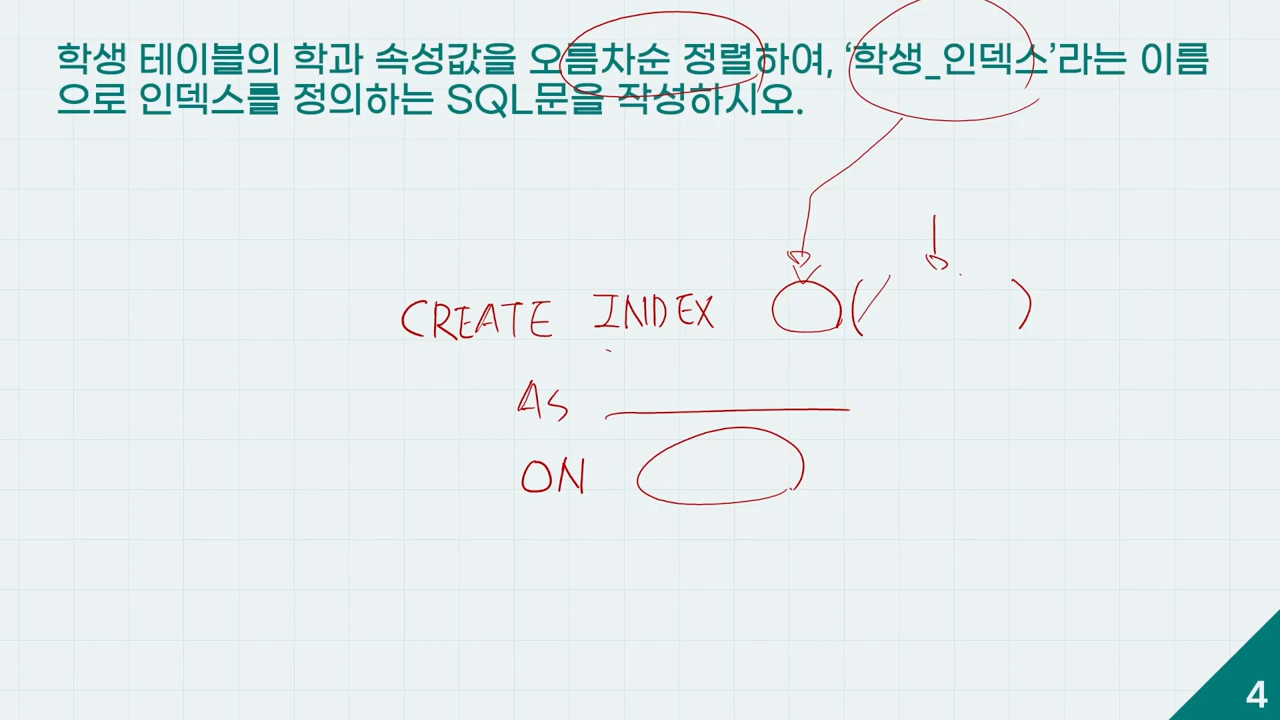 학생 테이블의 학과 속성값을 오름차순 정렬하여, ‘학생_인덱스’라는 이름
으로 인덱스를 정의하는 SQL문을 작성하시오.
CREATE INDEX ( )
AS
ON
4